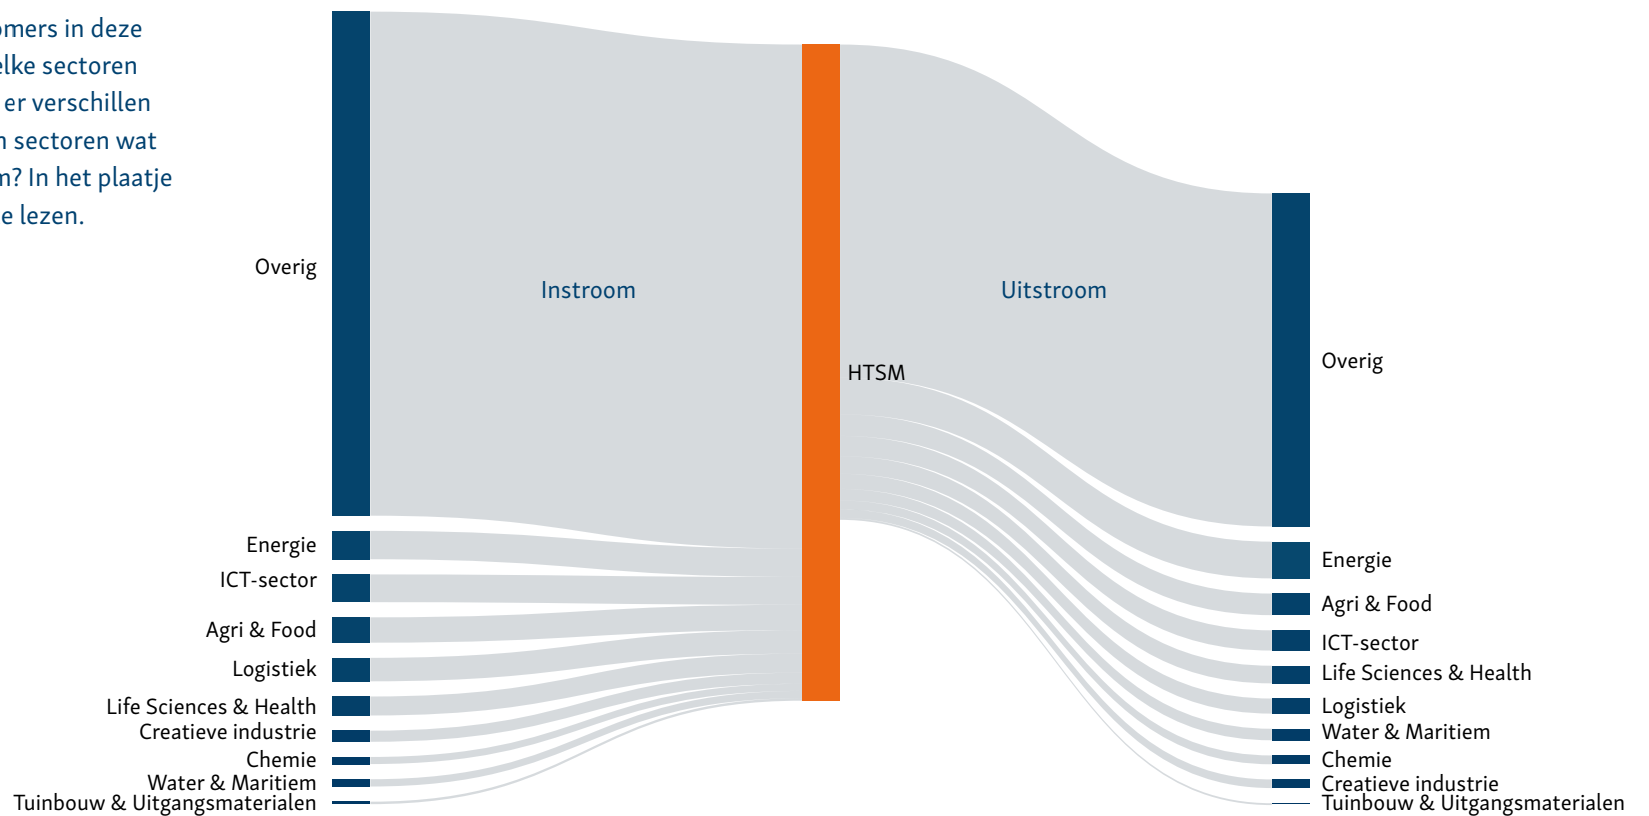 in deze
sectoren
er verschillen
sectoren wat
In het plaatje
lezen.
Overig
Instroom
Uitstroom
Overig
HTSM
Energie
ICT-sector
Agri & Food
Logistiek
Life Sciences & Health
Creatieve industrie
Chemie
Water & Maritiem
Tuinbouw & Uitgangsmaterialen
Energie
Agri & Food
ICT-sector
Life Sciences & Health
Logistiek
Water & Maritiem
Chemie
Creatieve industrie
Tuinbouw & Uitgangsmaterialen